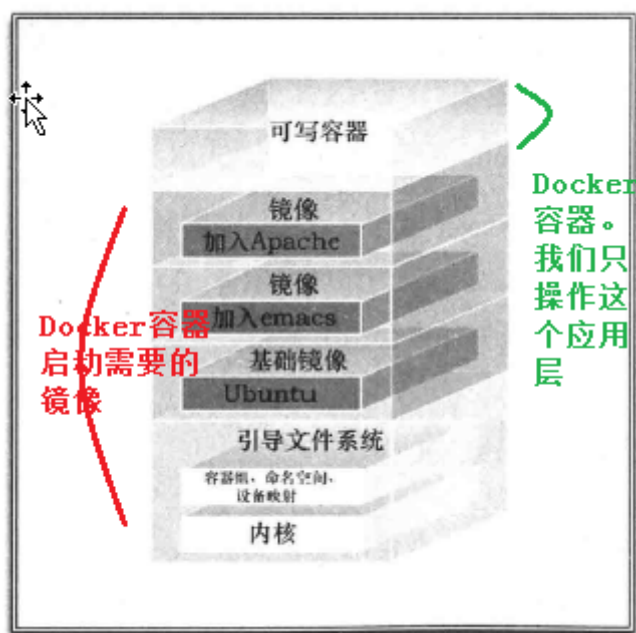 可写容器
镜像
加入Apache
镜像
加入emacs
基础镜像
Ubuntu
引导文件系统
容器组、命名空间、
设备映射
内核
Docker容器
启动需要的
镜像
Docker
容器。
我们只
操作这
个应用
层